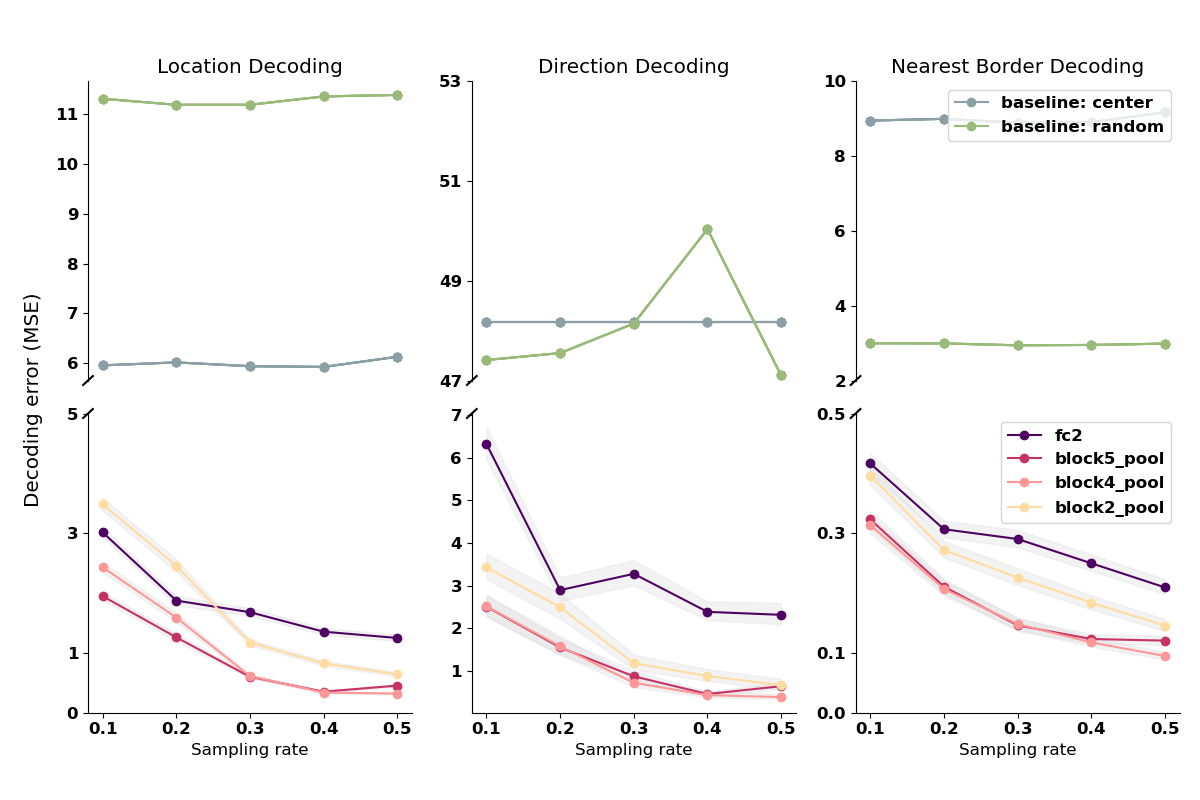 Location Decoding
Direction Decoding
Nearest Border Decoding
Decoding error (MSE)
11
10
9
8
7
6
5
3
1
0
0.1 0.2 0.3 0.4 0.5
Sampling rate
53
51
49
47
7
6
5
4
3
2
1
0.1 0.2 0.3 0.4 0.5
Sampling rate
10
8
6
4
2
baseline: center
baseline: random
0.5
0.3
0.1
0.0
fc2
block5_pool
block4_pool
block2_pool
0.1 0.2 0.3 0.4 0.5
Sampling rate